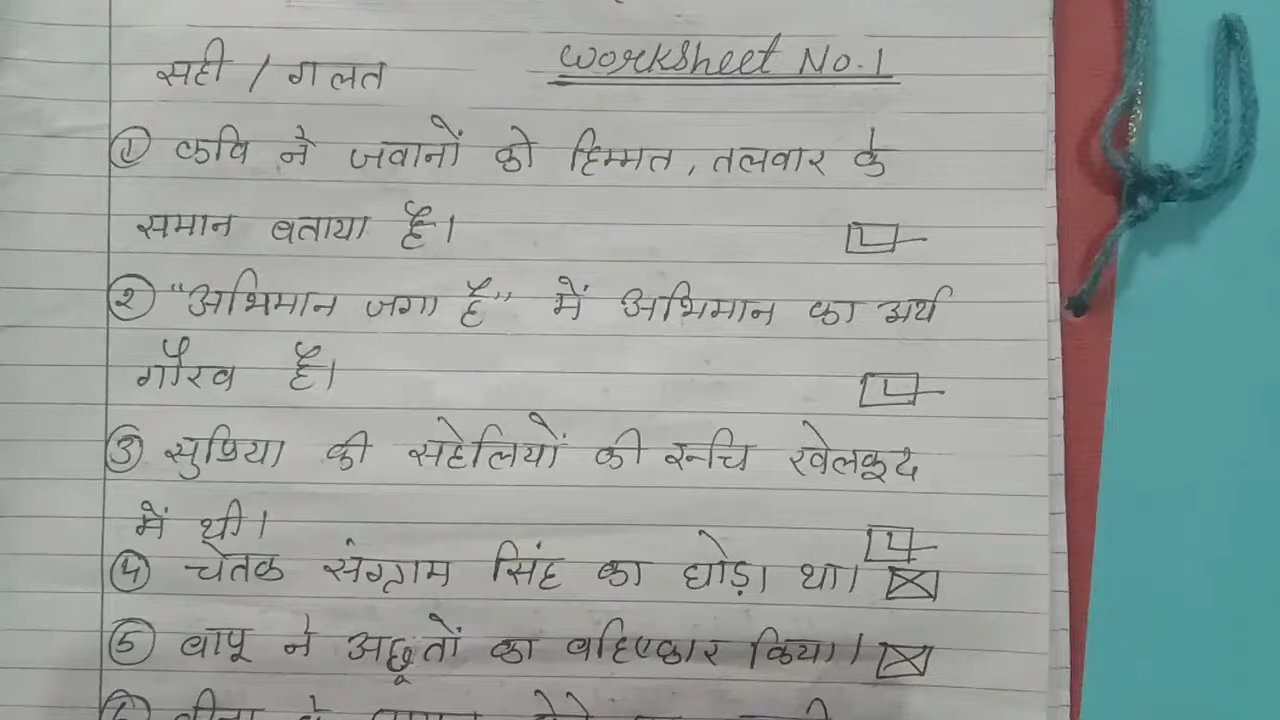 सही / गलत
Worksheet No. 1
① कवि ने जवानों को हिम्मत, तलवार के
समान बताया है।
② "अभिमान जगा है" में अभिमान का अर्थ
गौरव है।
③ सुप्रिया की सहेलियों की रुचि खेलकूद
में थी।
④ चेतक संग्राम सिंह का घोड़ा था।
⑤ बापू ने अछूतों का बहिष्कार किया।